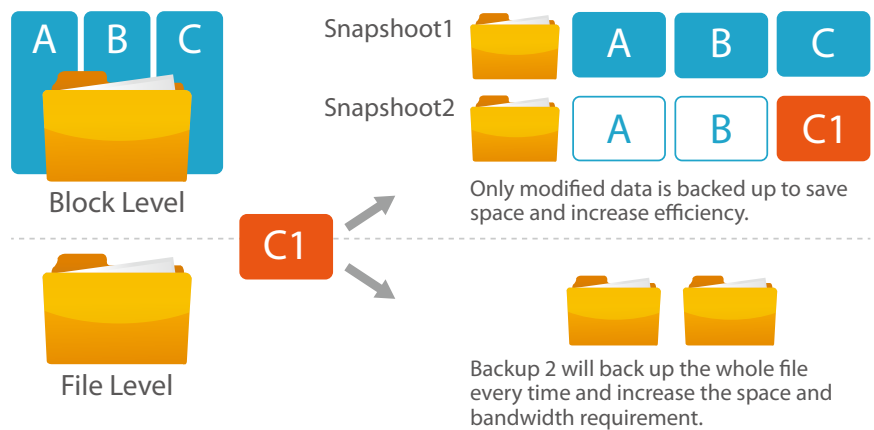 A B C
Block Level
Snapshoot1 A B C
Snapshoot2 A B C1
Only modified data is backed up to save
space and increase efficiency.
C1
File Level
Backup 2 will back up the whole file
every time and increase the space and
bandwidth requirement.